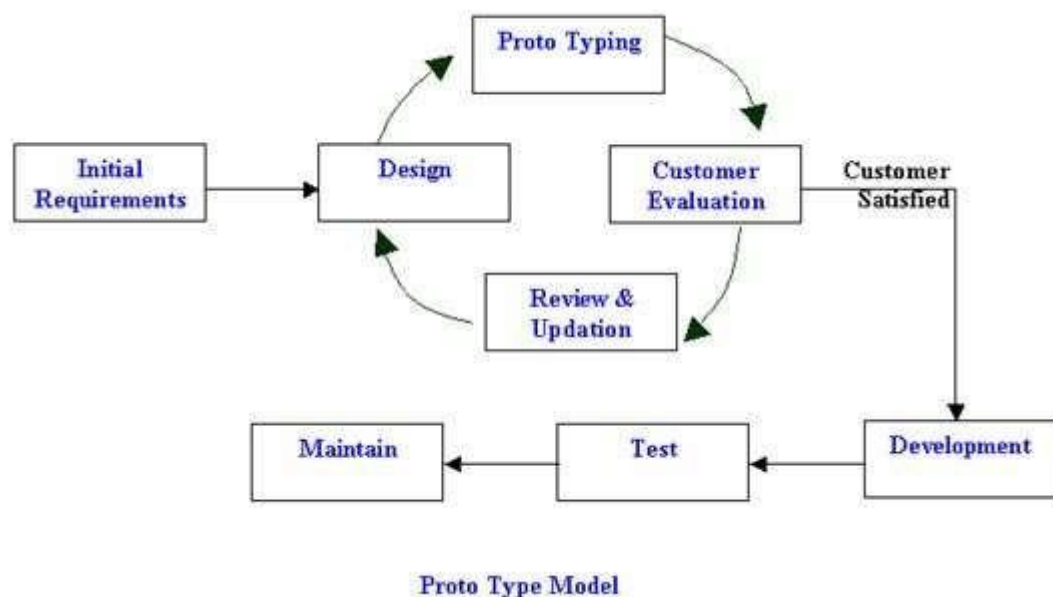 Proto Typing
Initial
Requirements
Design
Customer
Evaluation
Customer
Satisfied
Review &
Updation
Maintain
Test
Development
Proto Type Model